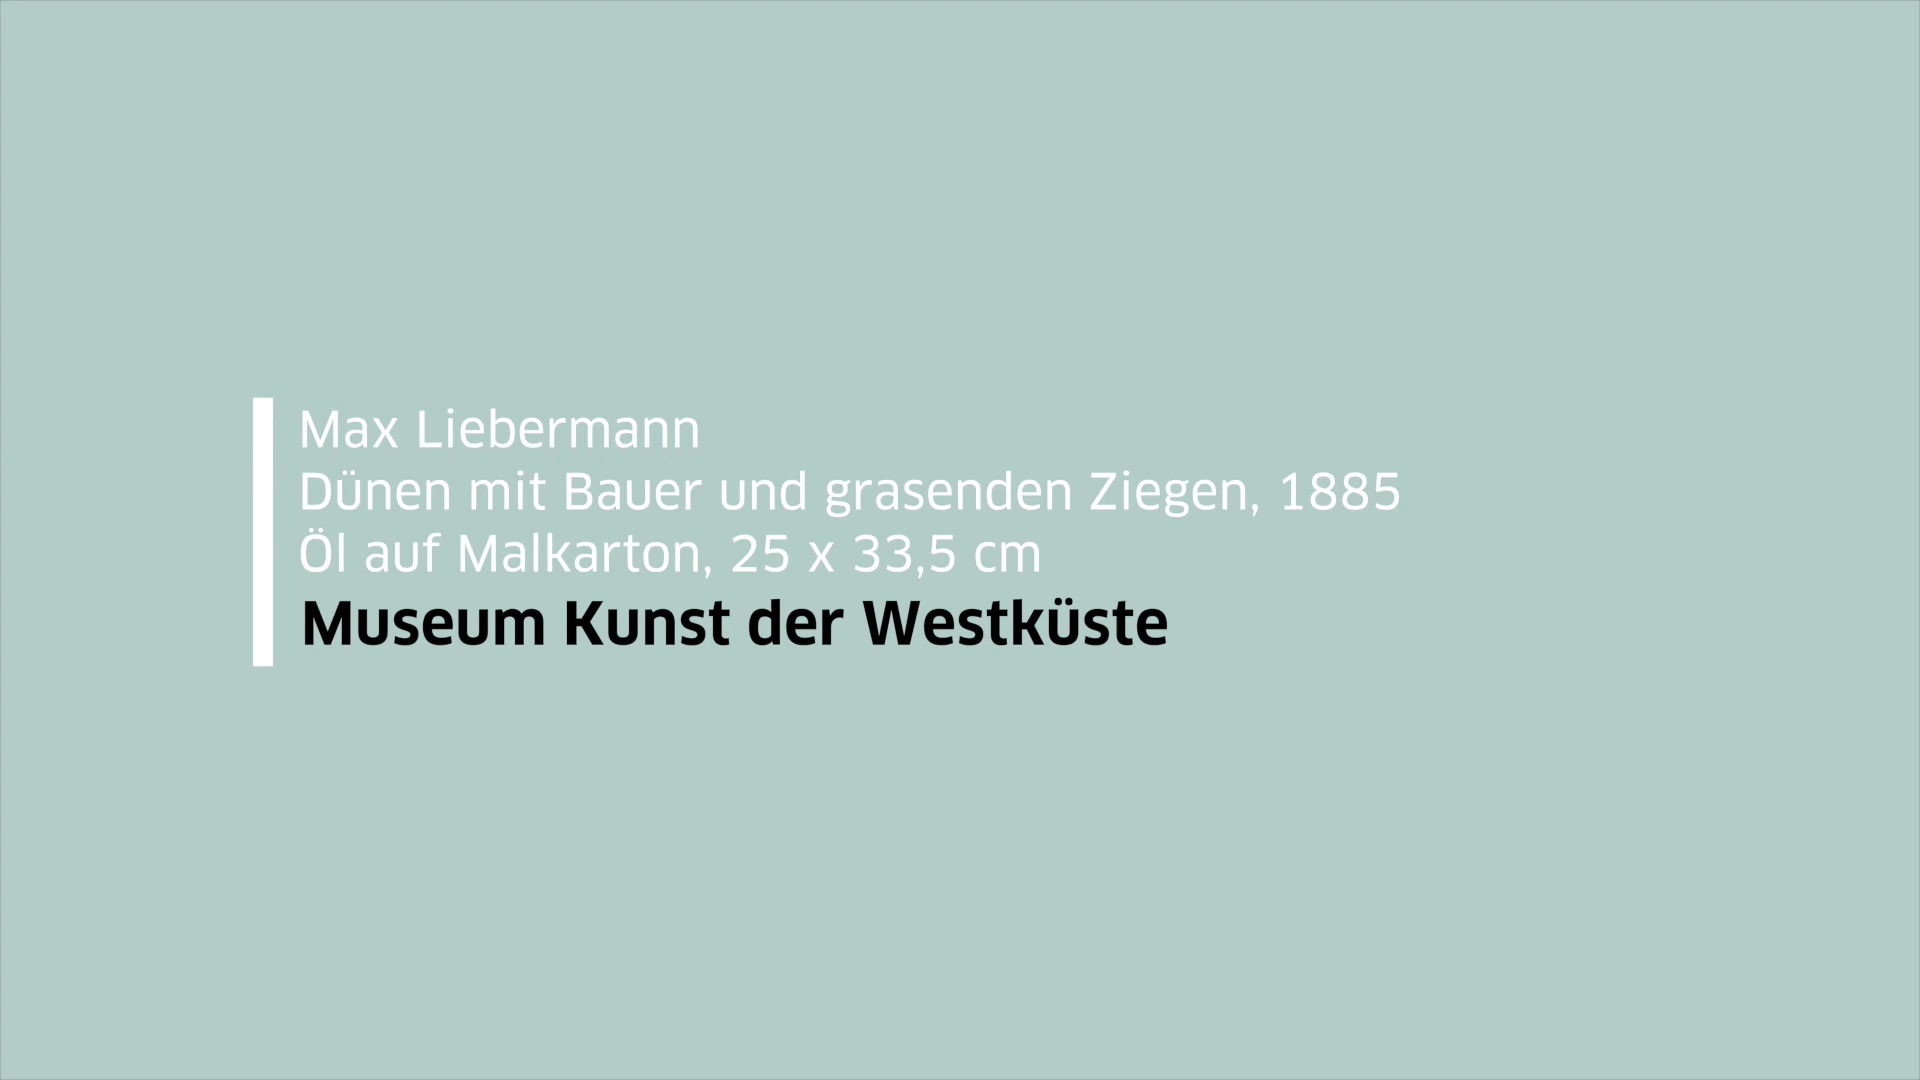 Max Liebermann
Dünen mit Bauer und grasenden Ziegen, 1885
Öl auf Malkarton, 25 x 33,5 cm
Museum Kunst der Westküste